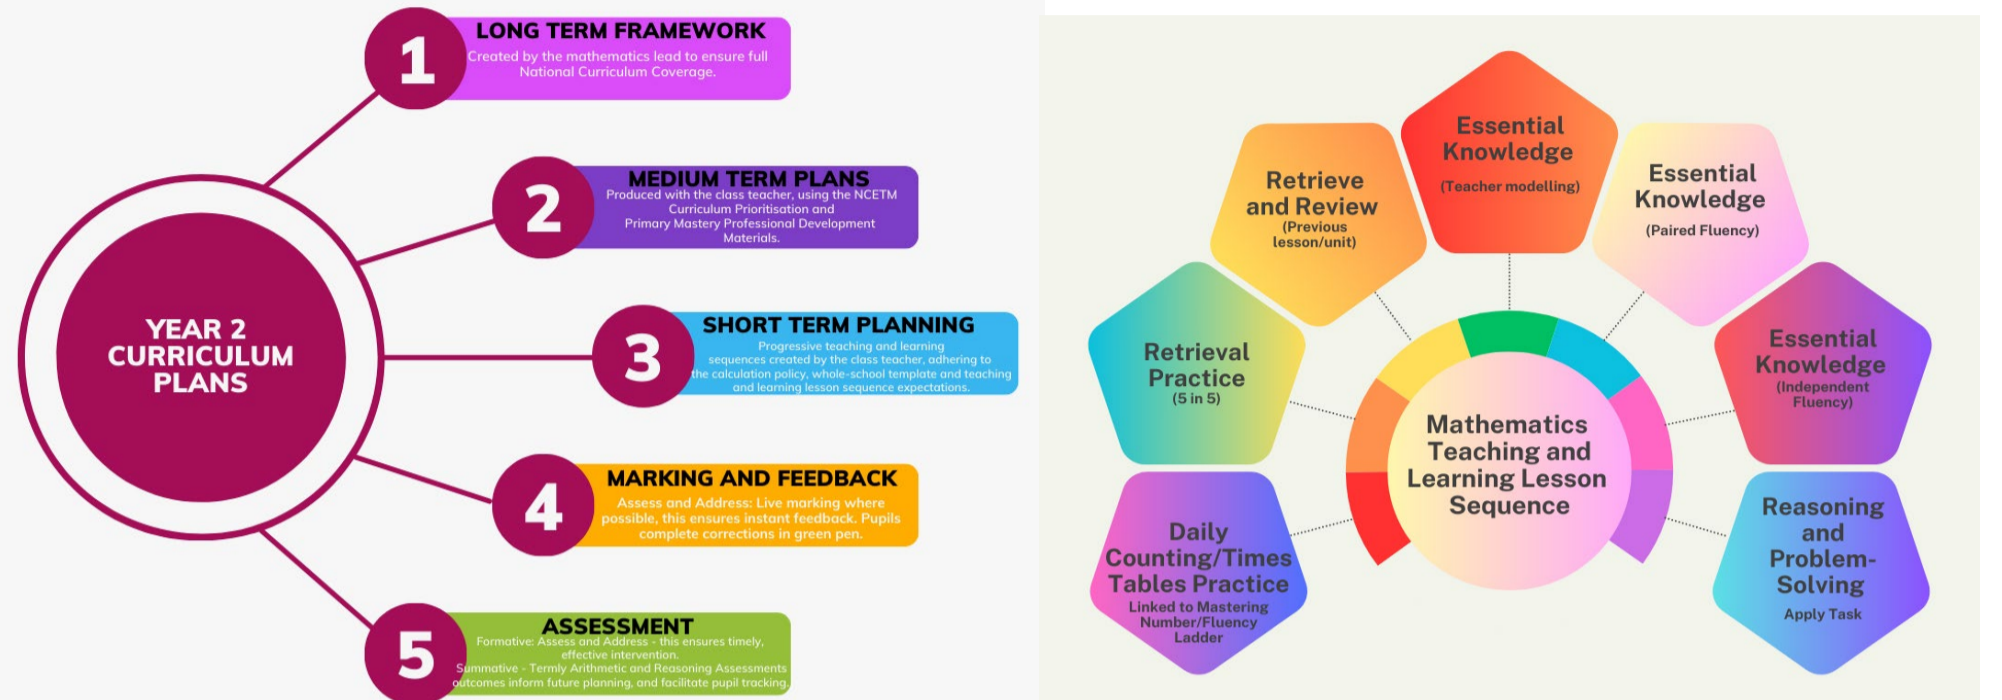 YEAR 2
CURRICULUM
PLANS
1
LONG TERM FRAMEWORK
Created by the mathematics lead to ensure full
National Curriculum Coverage.
2
MEDIUM TERM PLANS
Produced with the class teacher, using the NCETM
Curriculum Prioritisation and
Primary Mastery Professional Development
Materials.
3
SHORT TERM PLANNING
Progressive teaching and learning
sequences created by the class teacher, adhering to
the calculation policy, whole-school template and teaching
and learning lesson sequence expectations.
4
MARKING AND FEEDBACK
Assess and Address: Live marking where
possible, this ensures instant feedback. Pupils
complete corrections in green pen.
5
ASSESSMENT
Formative: Assess and Address - this ensures timely,
effective intervention.
Summative - Termly Arithmetic and Reasoning Assessments
outcomes inform future planning, and facilitate pupil tracking.
Mathematics
Teaching and
Learning Lesson
Sequence
Daily
Counting/Times
Tables Practice
Linked to Mastering
Number/Fluency
Ladder
Retrieval
Practice
(5 in 5)
Retrieve
and Review
(Previous
lesson/unit)
Essential
Knowledge
(Teacher modelling)
Essential
Knowledge
(Paired Fluency)
Essential
Knowledge
(Independent
Fluency)
Reasoning
and
Problem-
Solving
Apply Task